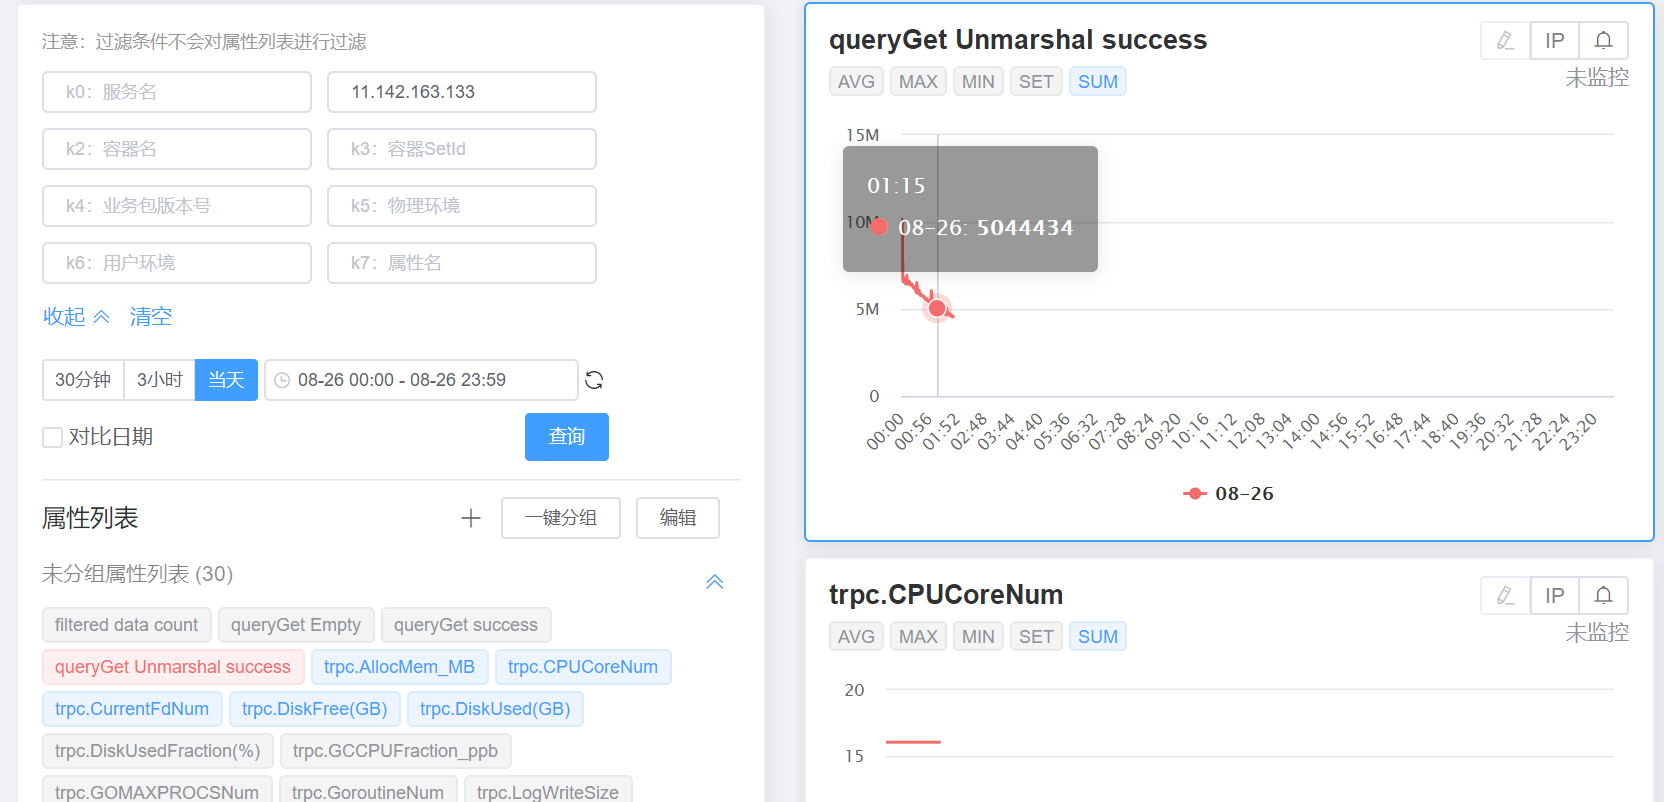 注意：过滤条件不会对属性列表进行过滤
k0：服务名
11.142.163.133
k2：容器名
k3：容器SetId
k4：业务包版本号
k5：物理环境
k6：用户环境
k7：属性名
收起 清空
30分钟 3小时 当天 08-26 00:00 - 08-26 23:59
对比日期 查询
属性列表 一键分组 编辑
未分组属性列表 (30)
filtered data count queryGet Empty queryGet success
queryGet Unmarshal success trpc.AllocMem_MB trpc.CPUCoreNum
trpc.CurrentFdNum trpc.DiskFree(GB) trpc.DiskUsed(GB)
trpc.DiskUsedFraction(%) trpc.GCCPUFraction_ppb
trpc.GOMAXPROCSNum trpc.GoroutineNum trpc.LogWriteSize
queryGet Unmarshal success
IP
AVG MAX MIN SET SUM
未监控
15M
01:15
10M
08-26: 5044434
5M
0
00:00 00:56 01:52 02:48 03:44 04:40 05:36 06:32 07:28 08:24 09:20 10:16 11:12 12:08 13:04 14:00 14:56 15:52 16:48 17:44 18:40 19:36 20:32 21:28 22:24 23:20
08-26
trpc.CPUCoreNum
IP
AVG MAX MIN SET SUM
未监控
20
15